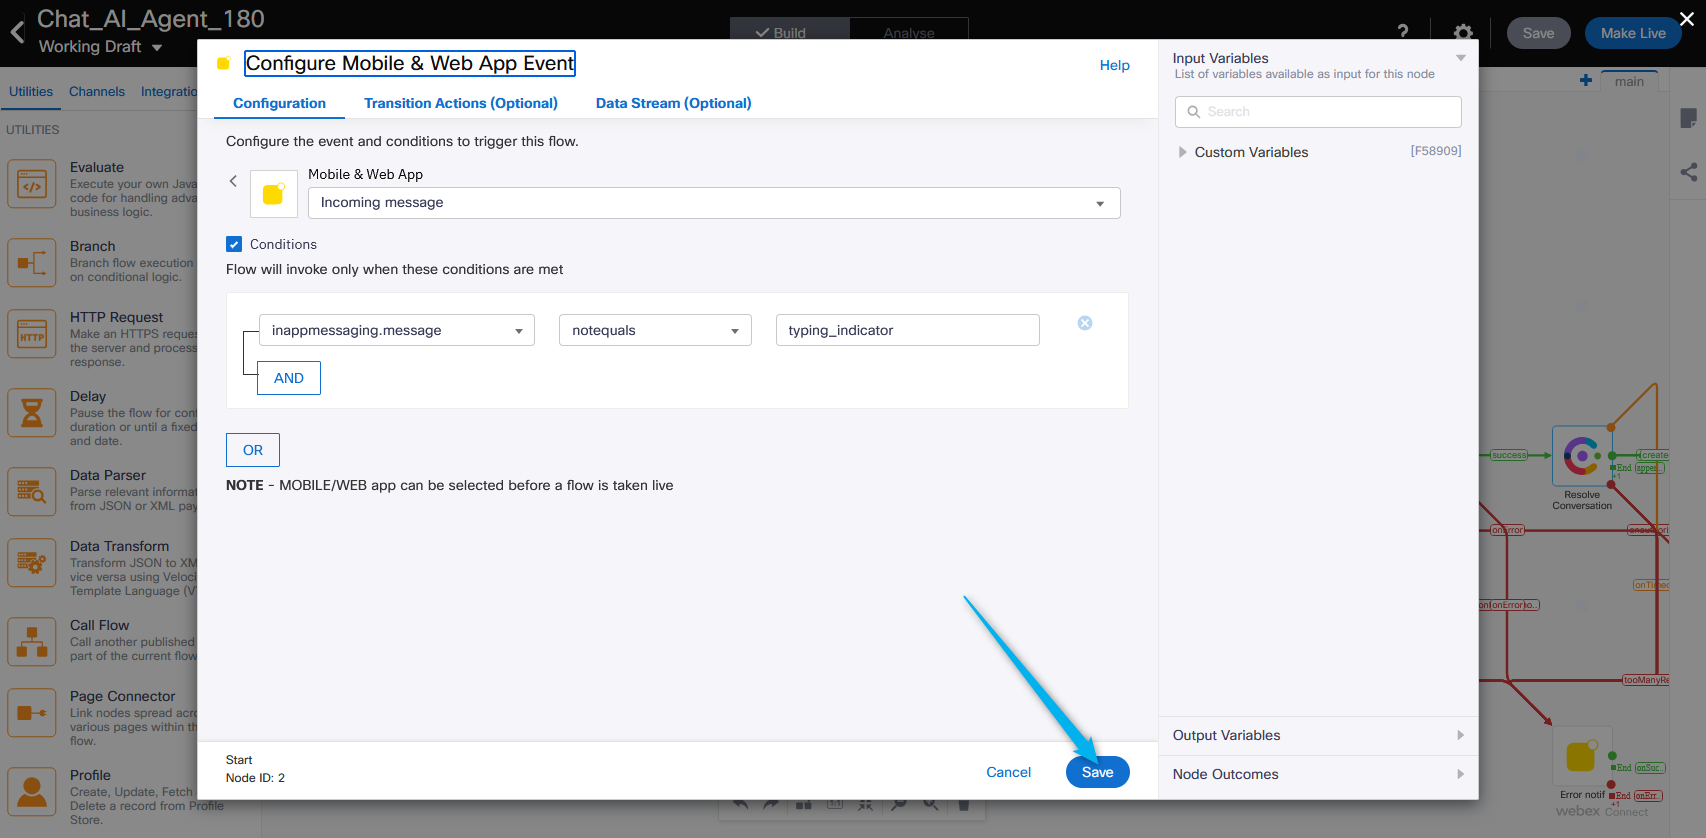 Chat_AI_Agent_180
Working Draft
Build
Analyse
?
Save
Make Live
Utilities
Channels
Integratio
UTILITIES
Evaluate
Execute your own Java
code for handling adva
business logic.
Branch
Branch flow execution
on conditional logic.
HTTP Request
Make an HTTPS reques
the server and process
response.
Delay
Pause the flow for con
duration or until a fixed
and date.
Data Parser
Parse relevant informat
from JSON or XML pay
Data Transform
Transform JSON to XM
vice versa using Veloci
Template Language (V
Call Flow
Call another published
part of the current flow
Page Connector
Link nodes spread acro
various pages within th
flow.
Profile
Create, Update, Fetch
Delete a record from Profile
Store.
Configure Mobile & Web App Event
Help
Configuration
Transition Actions (Optional)
Data Stream (Optional)
Configure the event and conditions to trigger this flow.
Mobile & Web App
Incoming message
Conditions
Flow will invoke only when these conditions are met
inappmessaging.message
notequals
typing_indicator
AND
OR
NOTE - MOBILE/WEB app can be selected before a flow is taken live
Start
Node ID: 2
Cancel
Save
Input Variables
List of variables available as input for this node
Search
Custom Variables
[F58909]
Output Variables
Node Outcomes
main
success
create
End
+1
Resolve
Conversation
onError
onTimeo
tooManyRe
End onSuc..
Error notif
End onErr..
+1
webex Connect